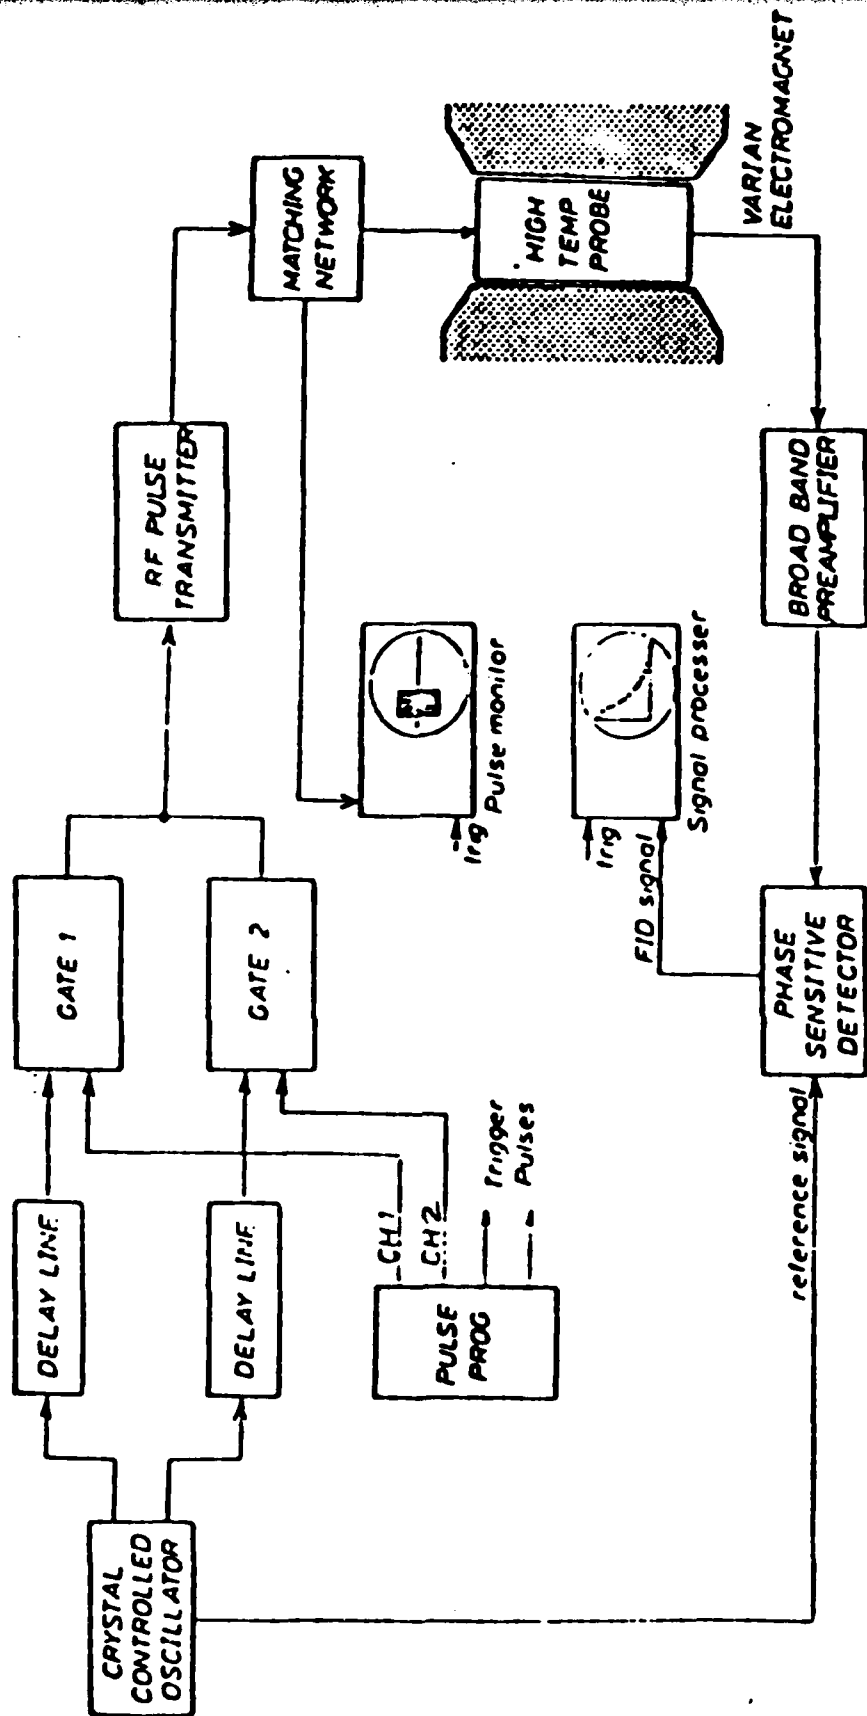 CRYSTAL
CONTROLLED
OSCILLATOR
DELAY LINE
DELAY LINE
GATE 1
GATE 2
PULSE
PROG
CH.1
CH2
Trigger
Pulses
RF PULSE
TRANSMITTER
MATCHING
NETWORK
Trig
Pulse monitor
Trig
FID signal
Signal processer
HIGH
TEMP
PROBE
VARIAN
ELECTROMAGNET
BROAD BAND
PREAMPLIFIER
PHASE
SENSITIVE
DETECTOR
reference signal